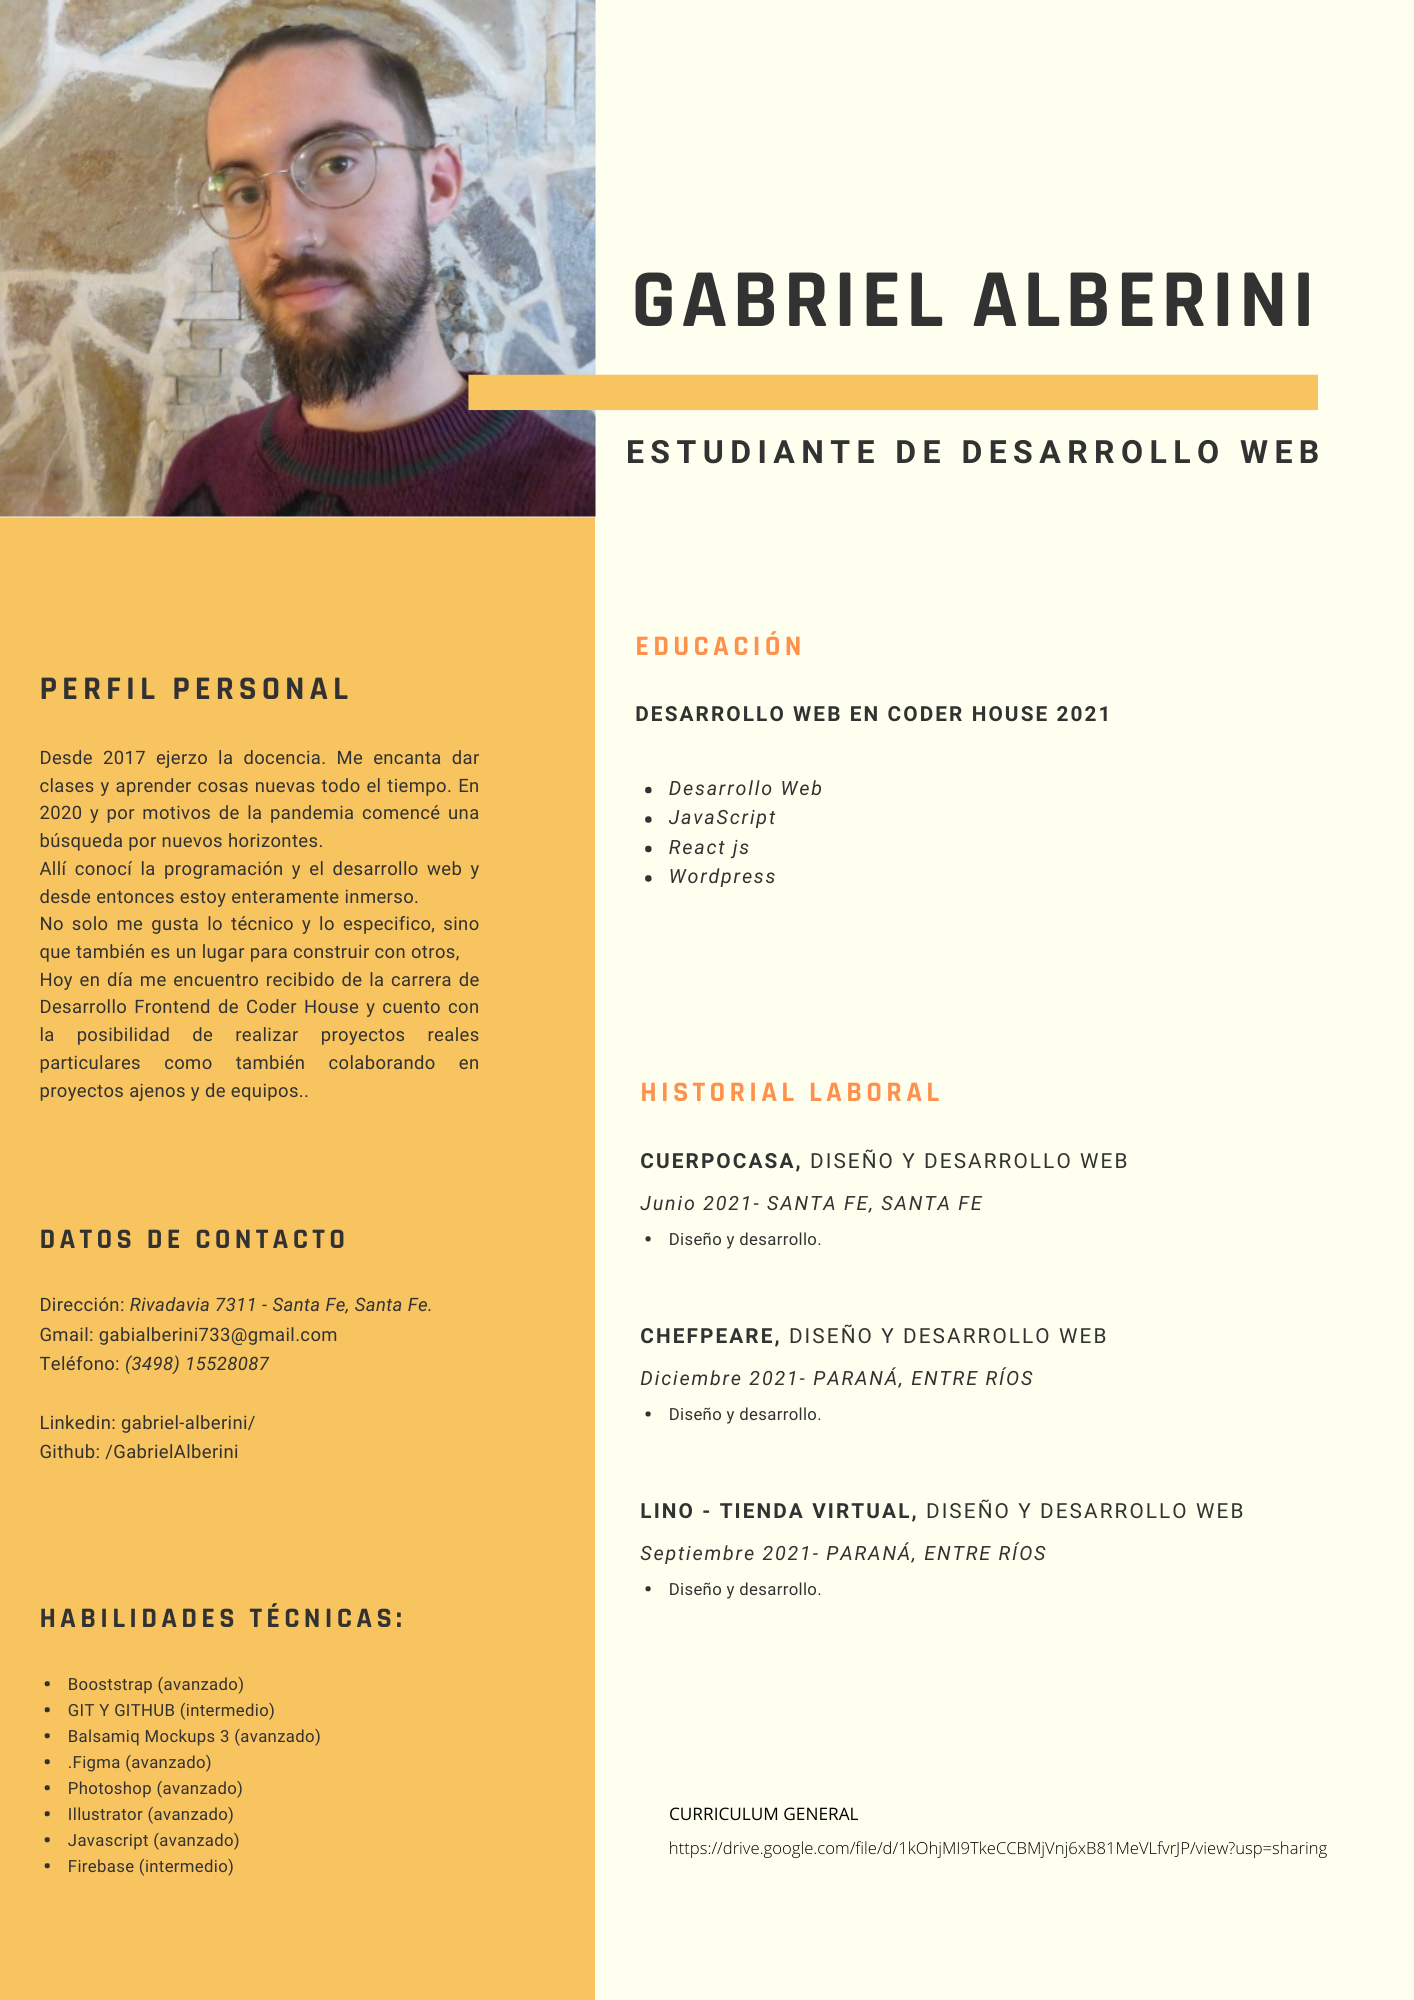 GABRIEL ALBERINI
ESTUDIANTE DE DESARROLLO WEB
PERFIL PERSONAL
Desde 2017 ejerzo la docencia. Me encanta dar
clases y aprender cosas nuevas todo el tiempo. En
2020 y por motivos de la pandemia comencé una
búsqueda por nuevos horizontes.
Allí conocí la programación y el desarrollo web y
desde entonces estoy enteramente inmerso.
No solo me gusta lo técnico y lo especifico, sino
que también es un lugar para construir con otros,
Hoy en día me encuentro recibido de la carrera de
Desarrollo Frontend de Coder House y cuento con
la posibilidad de realizar proyectos reales
particulares como también colaborando en
proyectos ajenos y de equipos..
DATOS DE CONTACTO
Dirección: Rivadavia 7311 - Santa Fe, Santa Fe.
Gmail: gabialberini733@gmail.com
Teléfono: (3498) 15528087
Linkedin: gabriel-alberini/
Github: /GabrielAlberini
HABILIDADES TÉCNICAS:
• Booststrap (avanzado)
• GIT Y GITHUB (intermedio)
• Balsamiq Mockups 3 (avanzado)
• .Figma (avanzado)
• Photoshop (avanzado)
• Illustrator (avanzado)
• Javascript (avanzado)
• Firebase (intermedio)
EDUCACIÓN
DESARROLLO WEB EN CODER HOUSE 2021
• Desarrollo Web
• JavaScript
• React js
• Wordpress
HISTORIAL LABORAL
CUERPOCASA, DISEÑO Y DESARROLLO WEB
Junio 2021- SANTA FE, SANTA FE
• Diseño y desarrollo.
CHEFPEARE, DISEÑO Y DESARROLLO WEB
Diciembre 2021- PARANÁ, ENTRE RÍOS
• Diseño y desarrollo.
LINO - TIENDA VIRTUAL, DISEÑO Y DESARROLLO WEB
Septiembre 2021- PARANÁ, ENTRE RÍOS
• Diseño y desarrollo.
CURRICULUM GENERAL
https://drive.google.com/file/d/1kOhjMI9TkeCCBMjVnj6xB81MeVLfvrJP/view?usp=sharing